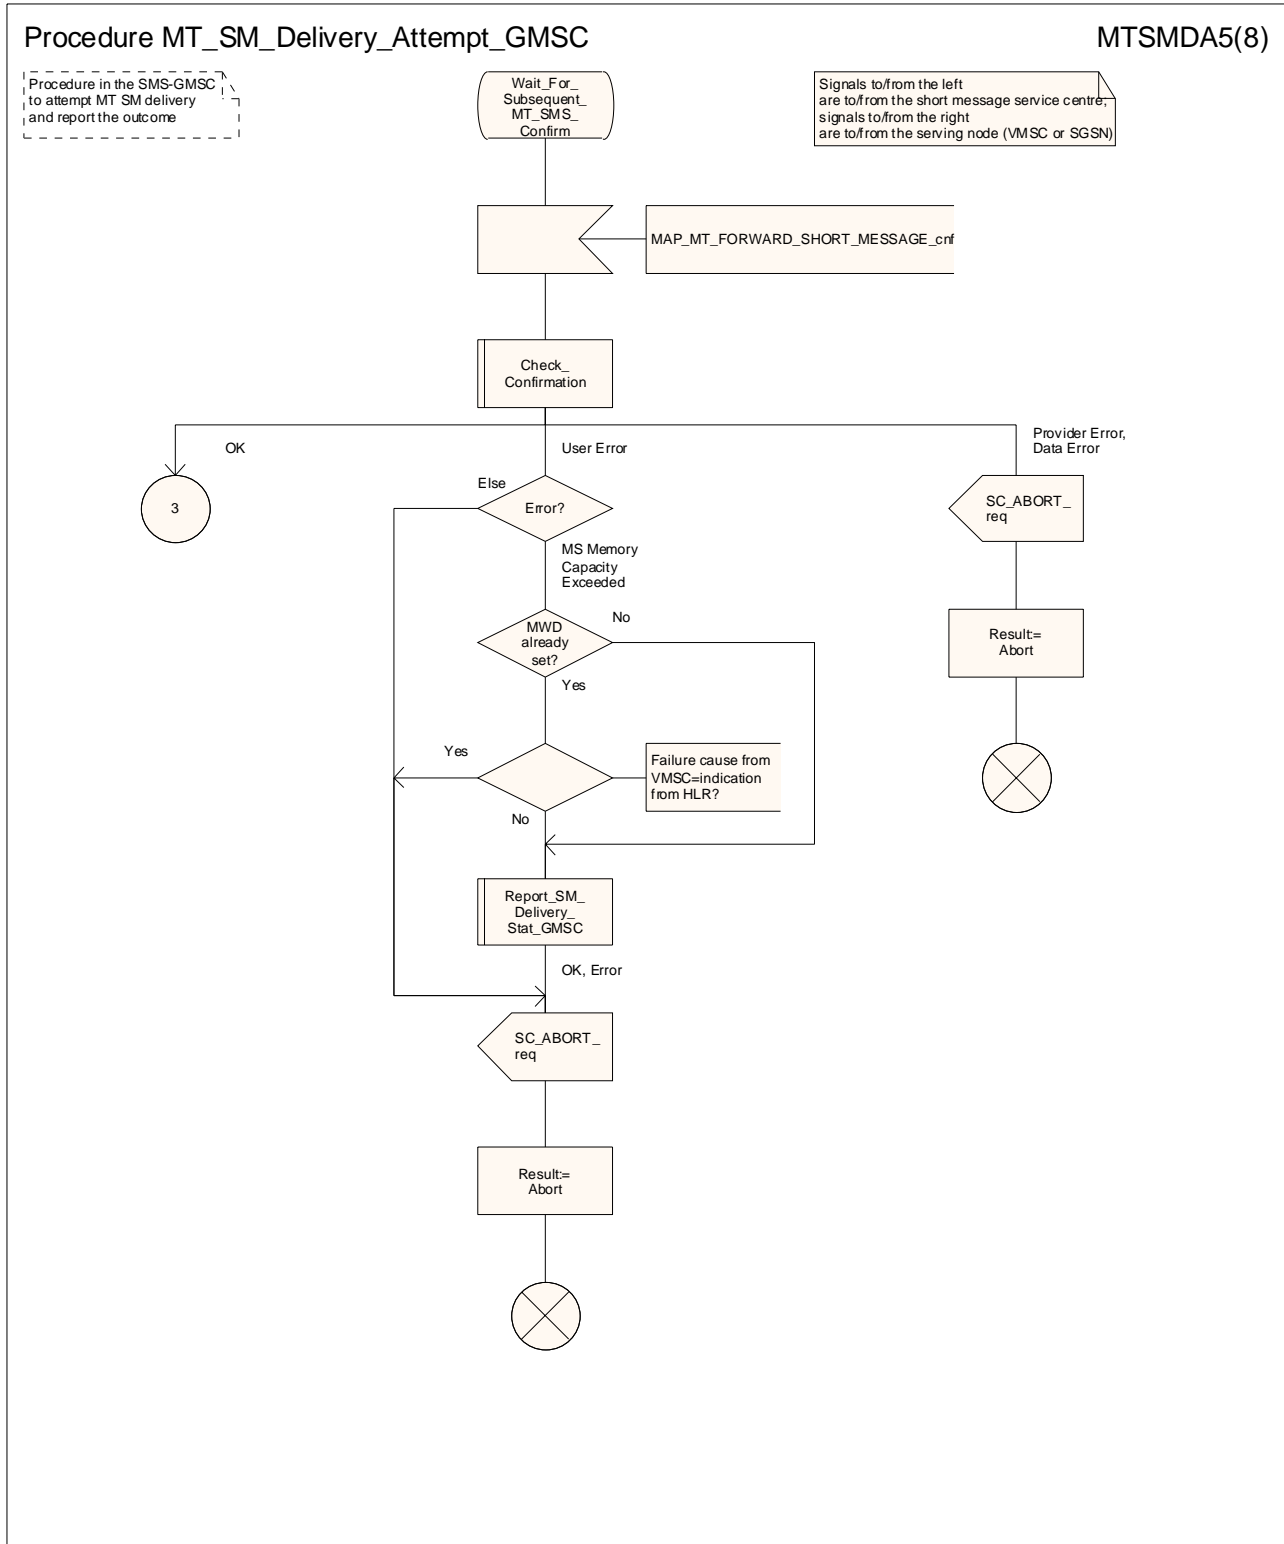 Procedure MT_SM_Delivery_Attempt_GMSC
MTSMDA5(8)
Procedure in the SMS-GMSC
to attempt MT SM delivery
and report the outcome
Wait_For_
Subsequent_
MT_SMS_
Confirm
Signals to/from the left
are to/from the short message service centre;
signals to/from the right
are to/from the serving node (VMSC or SGSN)
MAP_MT_FORWARD_SHORT_MESSAGE_cnf
Check_
Confirmation
OK
User Error
Provider Error,
Data Error
3
Else
Error?
SC_ABORT_
req
MS Memory
Capacity
Exceeded
MWD
already
set?
No
Yes
Result:=
Abort
Yes
Failure cause from
VMSC=indication
from HLR?
No
Report_SM_
Delivery_
Stat_GMSC
OK, Error
SC_ABORT_
req
Result:=
Abort